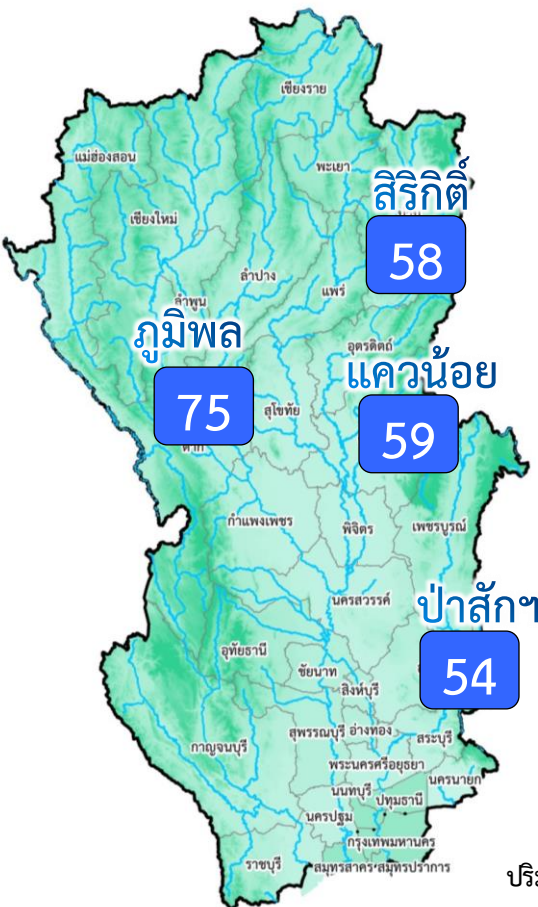 เชียงราย
แม่ฮ่องสอน
พะเยา
สิริกิติ์
58
เชียงใหม่
ลำปาง
แพร่
ลำพูน
ภูมิพล
75
อุตรดิตถ์
แควน้อย
59
สุโขทัย
ตาก
กำแพงเพชร
พิจิตร
เพชรบูรณ์
นครสวรรค์
ป่าสักฯ
54
อุทัยธานี
ชัยนาท
สิงห์บุรี
สุพรรณบุรี
อ่างทอง
สระบุรี
กาญจนบุรี
พระนครศรีอยุธยา
นครนายก
นนทบุรี
ปทุมธานี
นครปฐม
กรุงเทพมหานคร
ราชบุรี
สมุทรสาคร
สมุทรปราการ